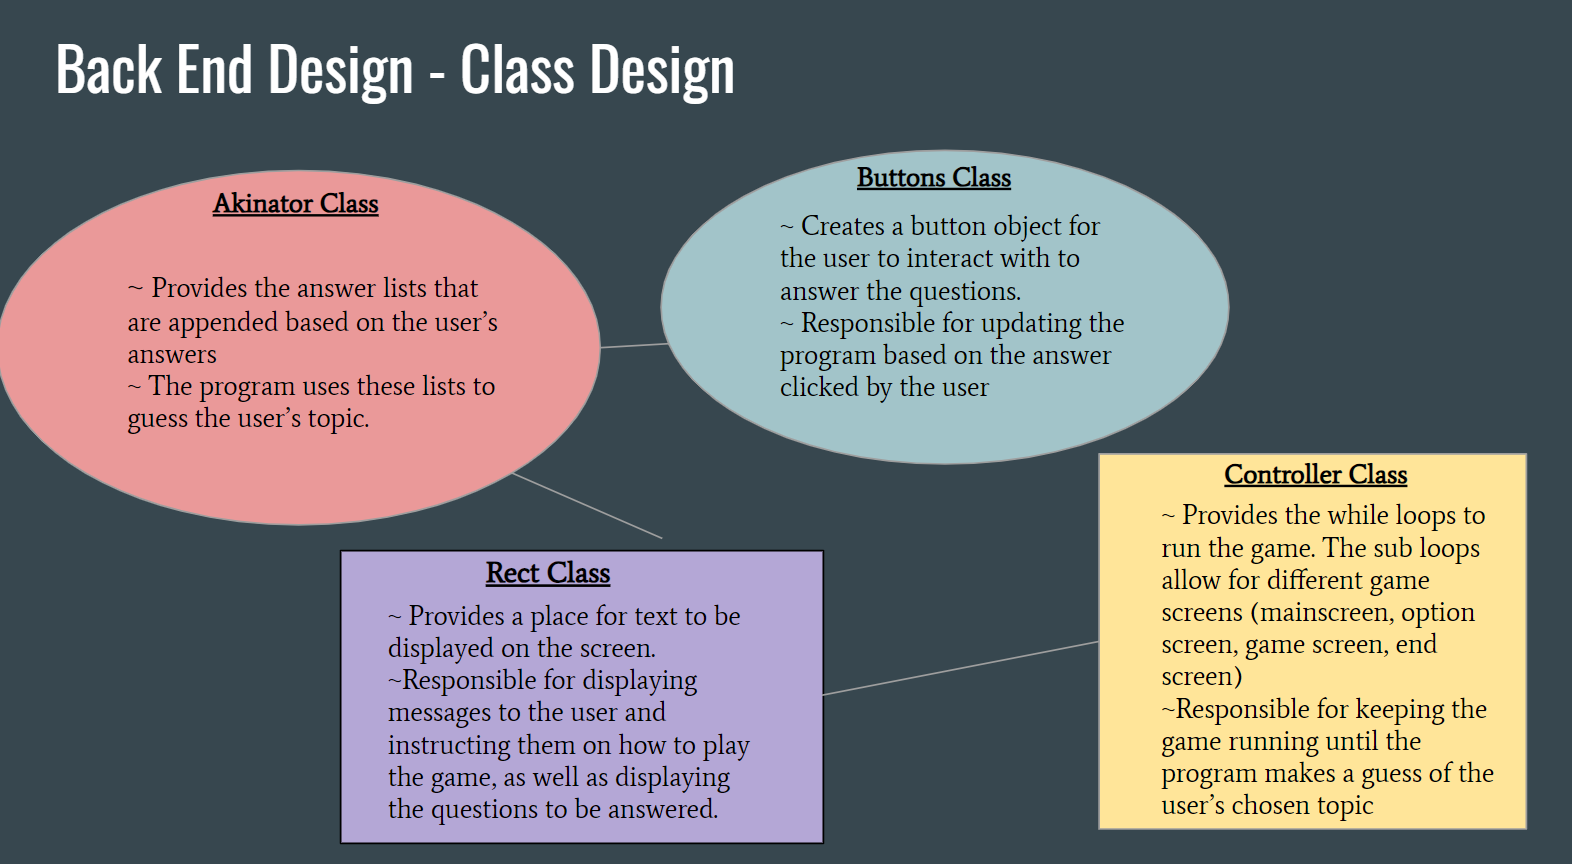 Back End Design - Class Design
Akinator Class
~ Provides the answer lists that
are appended based on the user’s
answers
~ The program uses these lists to
guess the user’s topic.
Buttons Class
~ Creates a button object for
the user to interact with to
answer the questions.
~ Responsible for updating the
program based on the answer
clicked by the user
Rect Class
~ Provides a place for text to be
displayed on the screen.
~Responsible for displaying
messages to the user and
instructing them on how to play
the game, as well as displaying
the questions to be answered.
Controller Class
~ Provides the while loops to
run the game. The sub loops
allow for different game
screens (mainscreen, option
screen, game screen, end
screen)
~Responsible for keeping the
game running until the
program makes a guess of the
user’s chosen topic